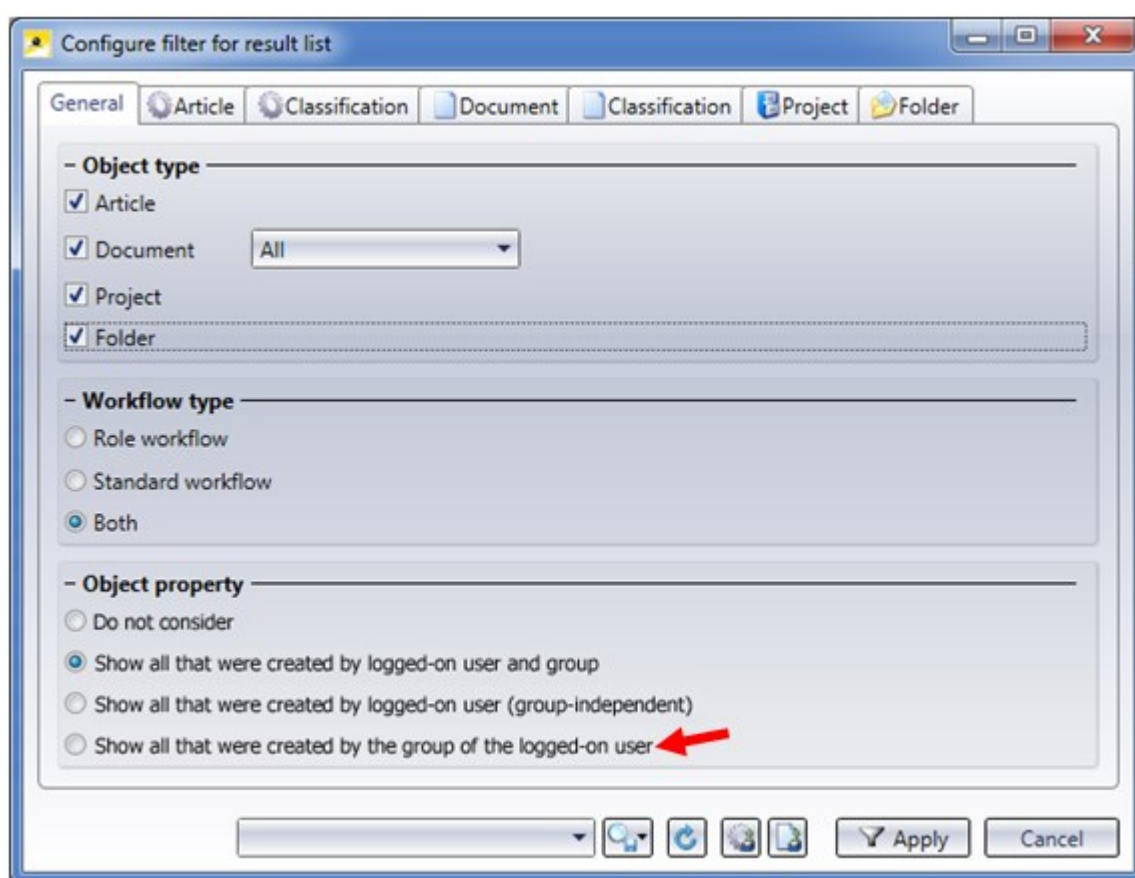 Configure filter for result list
General Article Classification Document Classification Project Folder
– Object type
Article
Document All
Project
Folder
– Workflow type
Role workflow
Standard workflow
Both
– Object property
Do not consider
Show all that were created by logged-on user and group
Show all that were created by logged-on user (group-independent)
Show all that were created by the group of the logged-on user
Apply Cancel